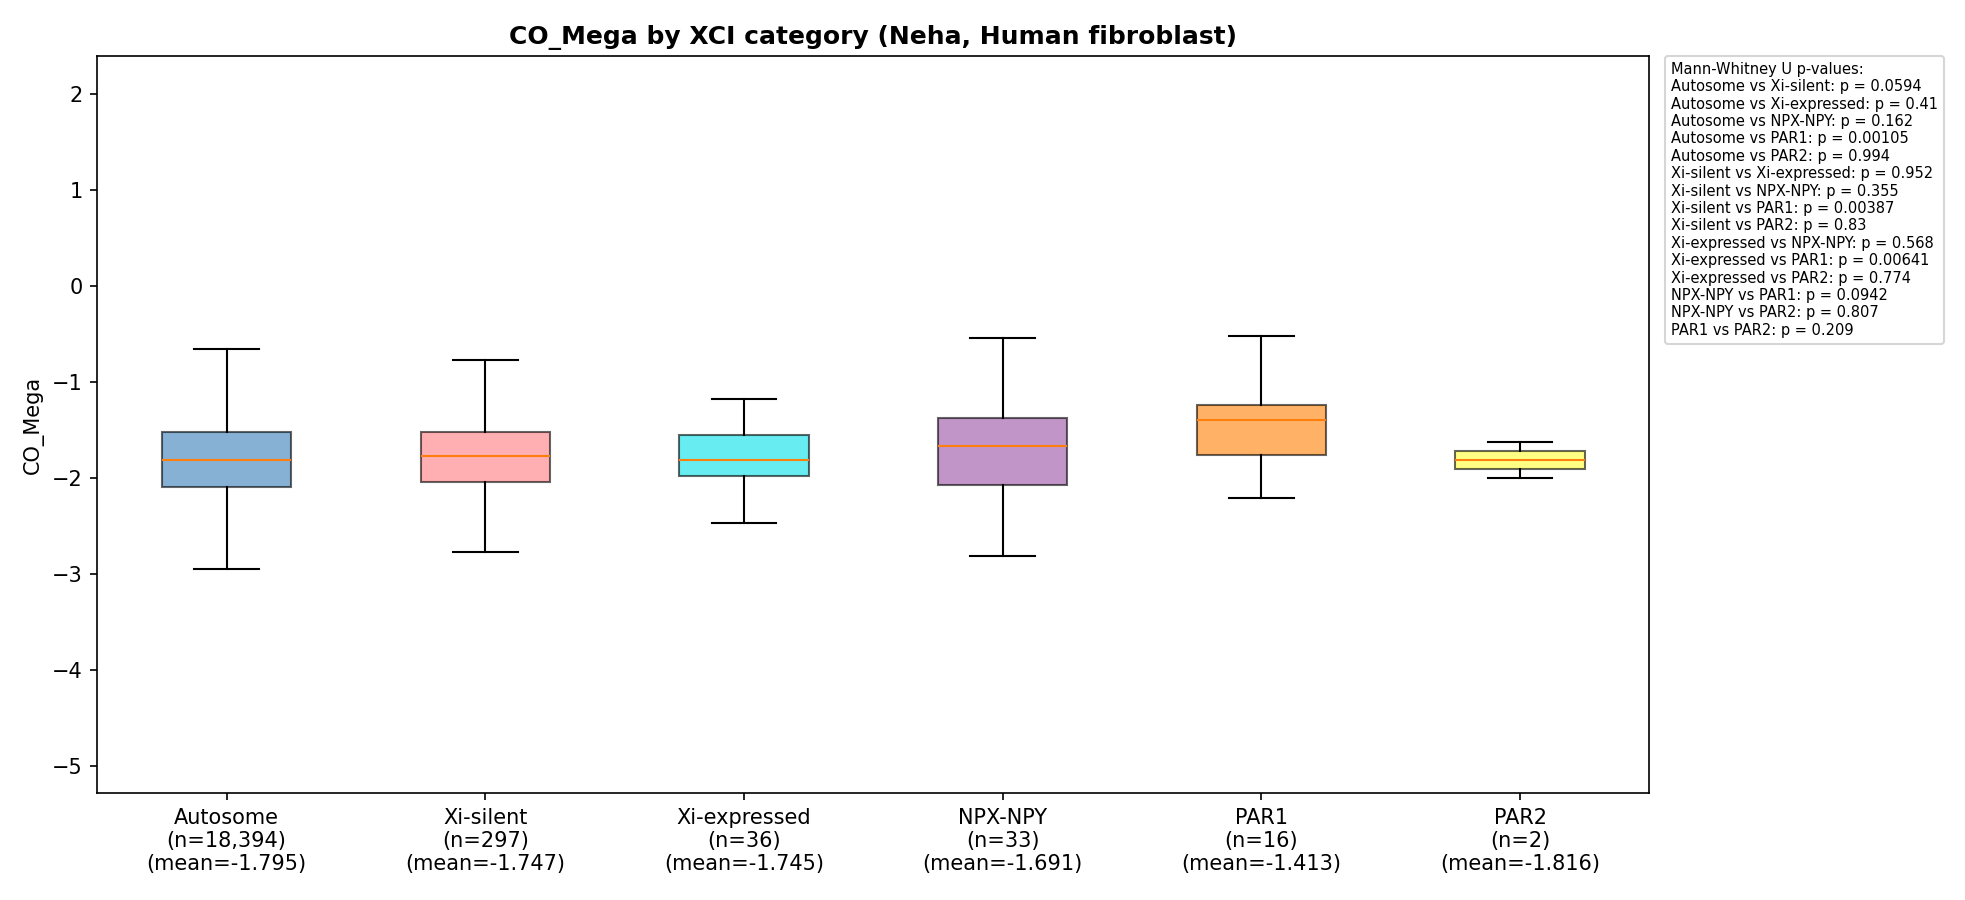 CO_Mega by XCI category (Neha, Human fibroblast)
Mann-Whitney U p-values:
Autosome vs Xi-silent: p = 0.0594
Autosome vs Xi-expressed: p = 0.41
Autosome vs NPX-NPY: p = 0.162
Autosome vs PAR1: p = 0.00105
Autosome vs PAR2: p = 0.994
Xi-silent vs Xi-expressed: p = 0.952
Xi-silent vs NPX-NPY: p = 0.355
Xi-silent vs PAR1: p = 0.00387
Xi-silent vs PAR2: p = 0.83
Xi-expressed vs NPX-NPY: p = 0.568
Xi-expressed vs PAR1: p = 0.00641
Xi-expressed vs PAR2: p = 0.774
NPX-NPY vs PAR1: p = 0.0942
NPX-NPY vs PAR2: p = 0.807
PAR1 vs PAR2: p = 0.209
CO_Mega
2
1
0
−1
−2
−3
−4
−5
Autosome
(n=18,394)
(mean=-1.795)
Xi-silent
(n=297)
(mean=-1.747)
Xi-expressed
(n=36)
(mean=-1.745)
NPX-NPY
(n=33)
(mean=-1.691)
PAR1
(n=16)
(mean=-1.413)
PAR2
(n=2)
(mean=-1.816)